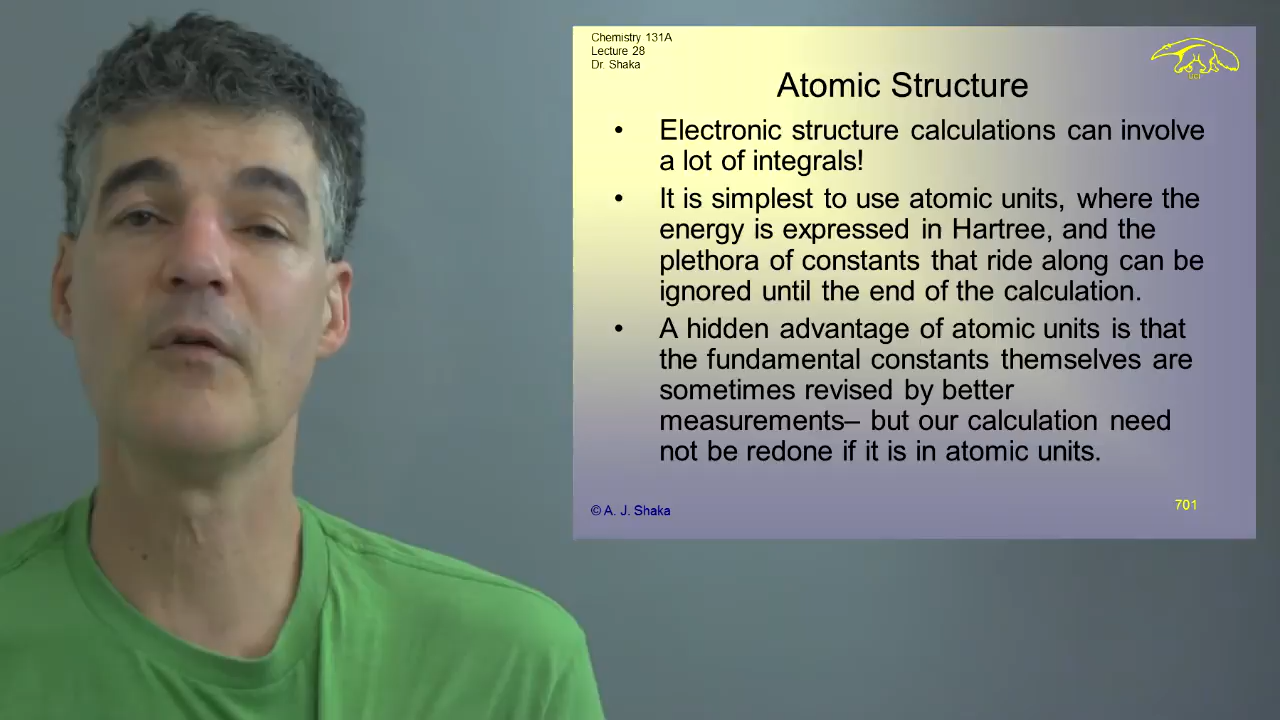 Chemistry 131A
Lecture 28
Dr. Shaka
UCI
Atomic Structure
• Electronic structure calculations can involve
a lot of integrals!
• It is simplest to use atomic units, where the
energy is expressed in Hartree, and the
plethora of constants that ride along can be
ignored until the end of the calculation.
• A hidden advantage of atomic units is that
the fundamental constants themselves are
sometimes revised by better
measurements– but our calculation need
not be redone if it is in atomic units.
© A. J. Shaka
701